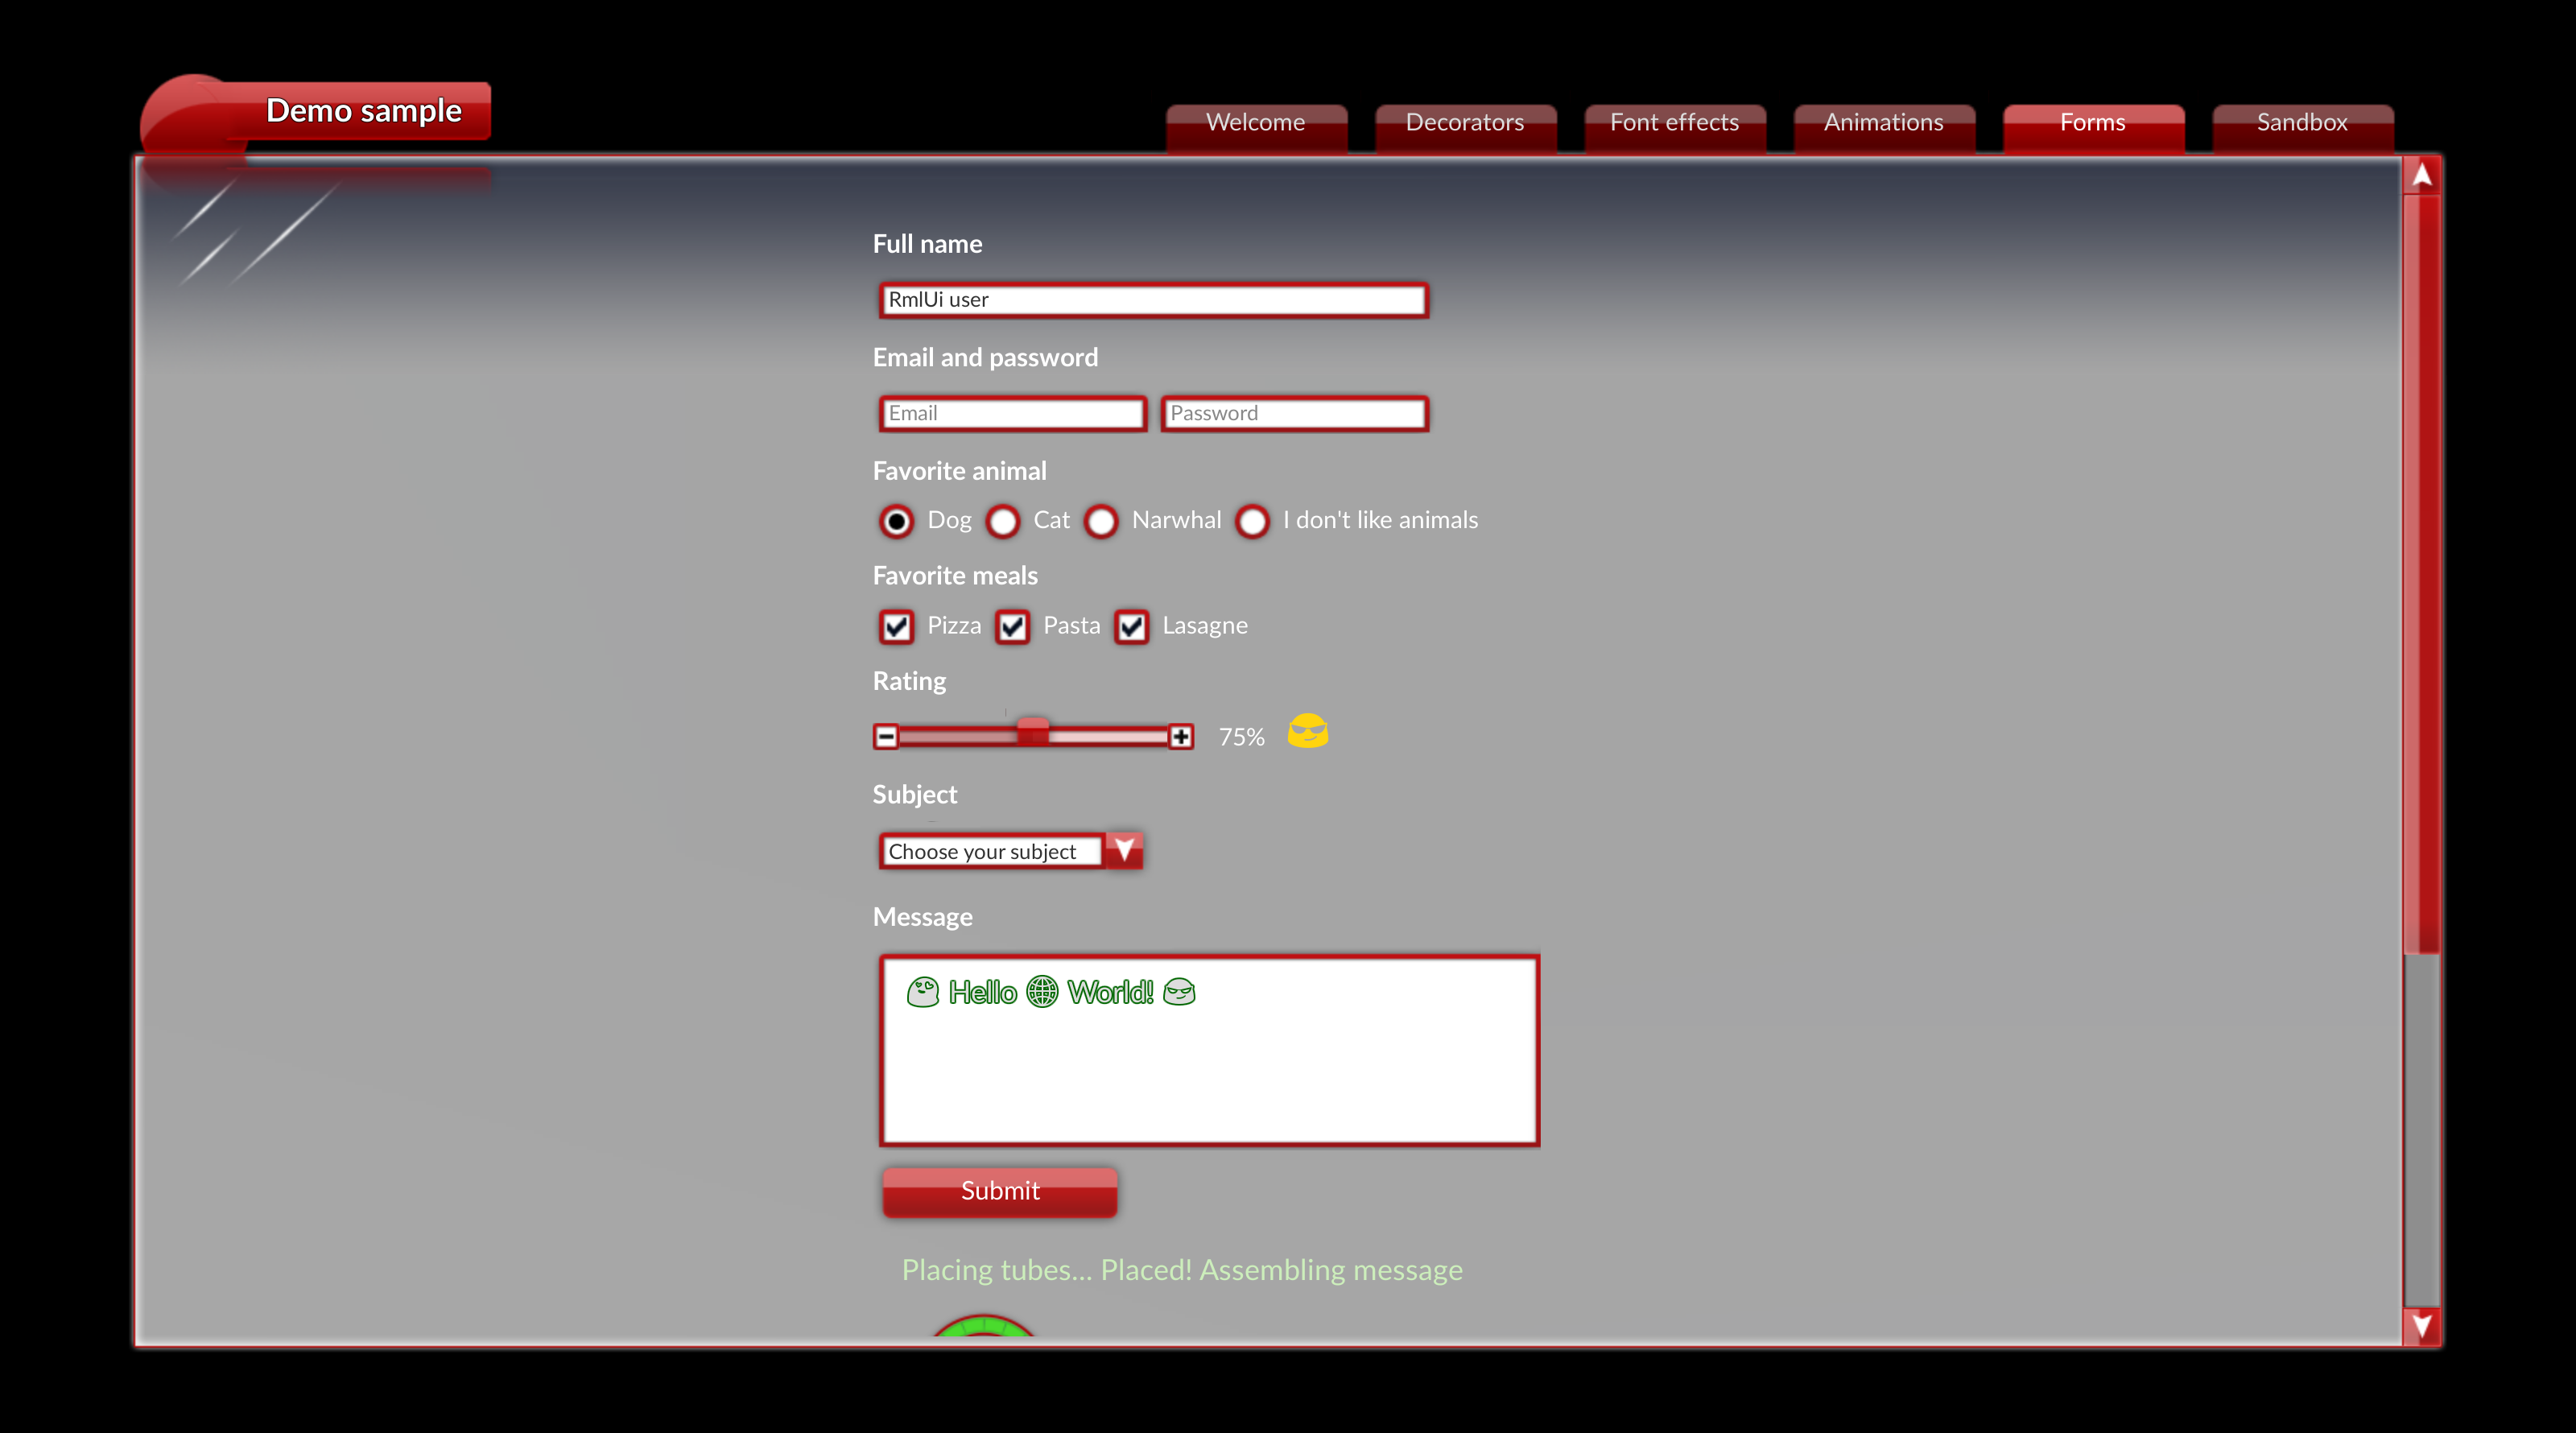 Demo sample
Welcome Decorators Font effects Animations Forms Sandbox
Full name
RmlUi user
Email and password
Email Password
Favorite animal
Dog Cat Narwhal I don't like animals
Favorite meals
Pizza Pasta Lasagne
Rating
75%
Subject
Choose your subject
Message
Hello World!
Submit
Placing tubes... Placed! Assembling message